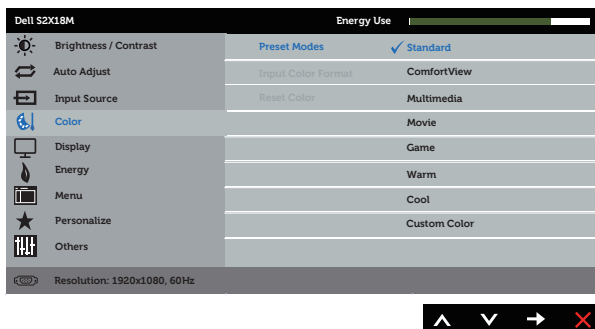 Dell S2X18M Energy Use
Brightness / Contrast Preset Modes Standard
Auto Adjust Input Color Format ComfortView
Input Source Reset Color Multimedia
Color Movie
Display Game
Energy Warm
Menu Cool
Personalize Custom Color
Others
Resolution: 1920x1080, 60Hz